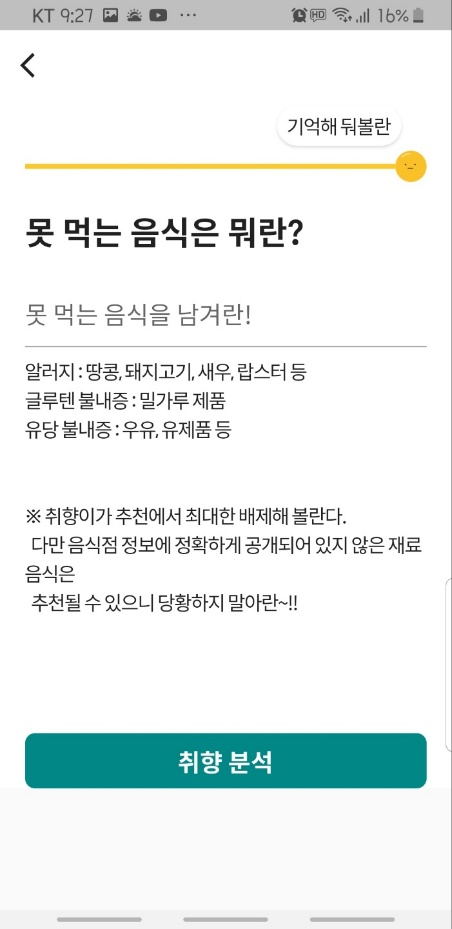 KT 9:27 ··· HD 16%
기억해 둬볼란
못 먹는 음식은 뭐란?
못 먹는 음식을 남겨란!
알러지 : 땅콩, 돼지고기, 새우, 랍스터 등
글루텐 불내증 : 밀가루 제품
유당 불내증 : 우유, 유제품 등
※ 취향이가 추천에서 최대한 배제해 볼란다.
다만 음식점 정보에 정확하게 공개되어 있지 않은 재료
음식은
추천될 수 있으니 당황하지 말아란~!!
취향 분석